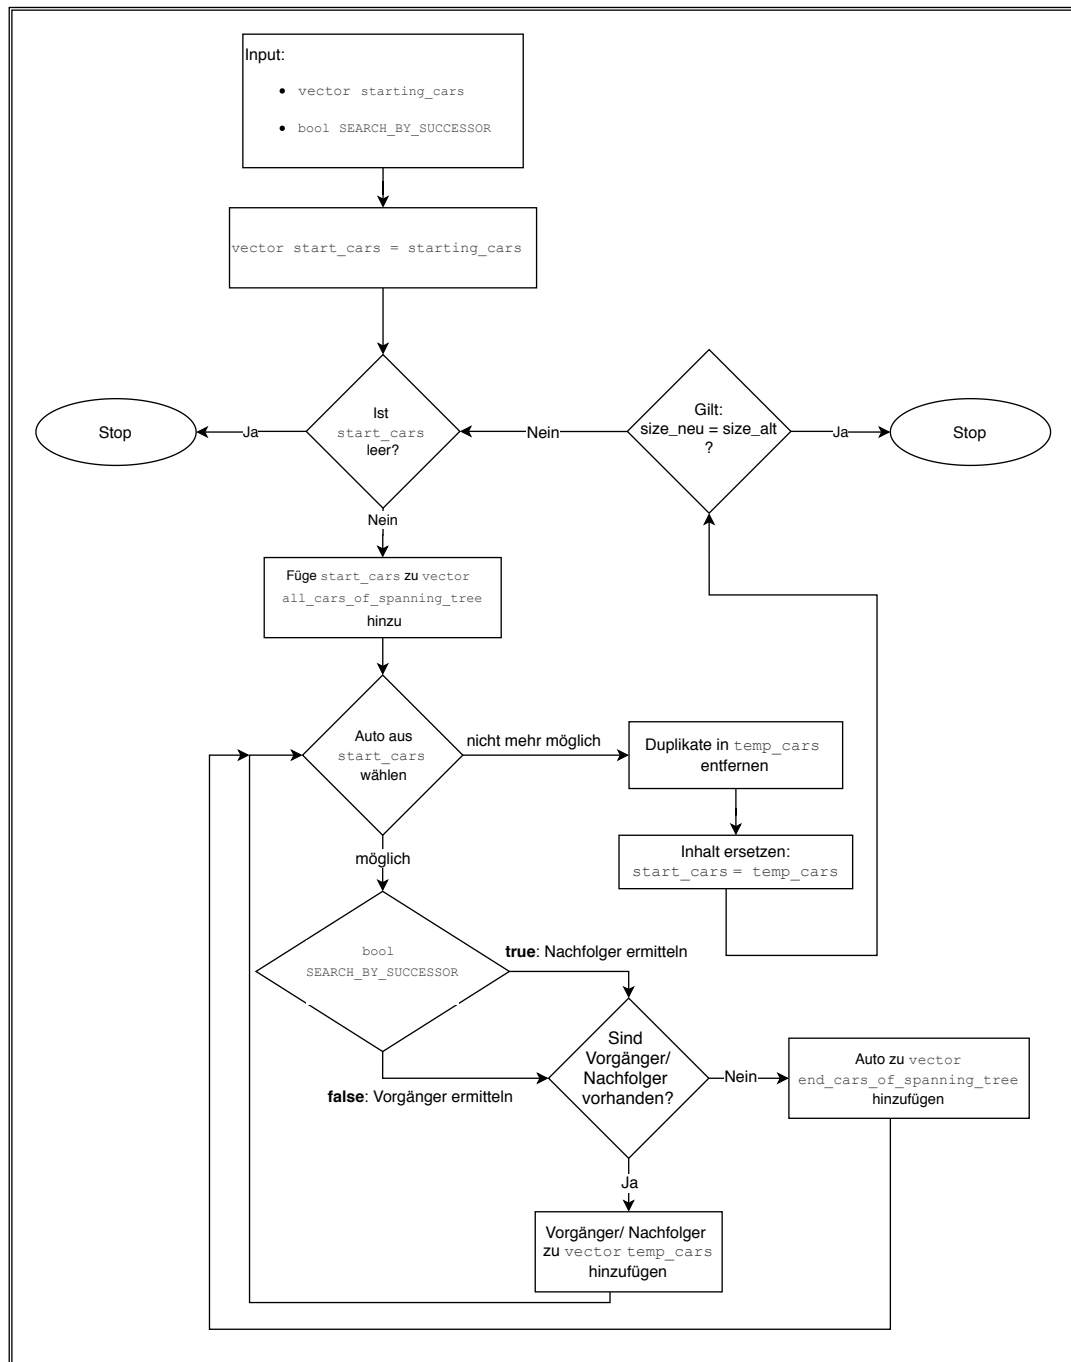 Input:
• vector starting_cars
• bool SEARCH_BY_SUCCESSOR
vector start_cars = starting_cars
Stop
Ja
Ist
start_cars
leer?
Nein
Gilt:
size_neu = size_alt
?
Ja
Stop
Nein
Füge start_cars zu vector
all_cars_of_spanning_tree
hinzu
Auto aus
start_cars
wählen
nicht mehr möglich
Duplikate in temp_cars
entfernen
Inhalt ersetzen:
start_cars = temp_cars
möglich
bool
SEARCH_BY_SUCCESSOR
true: Nachfolger ermitteln
false: Vorgänger ermitteln
Sind
Vorgänger/
Nachfolger
vorhanden?
Nein
Auto zu vector
end_cars_of_spanning_tree
hinzufügen
Ja
Vorgänger/ Nachfolger
zu vector temp_cars
hinzufügen